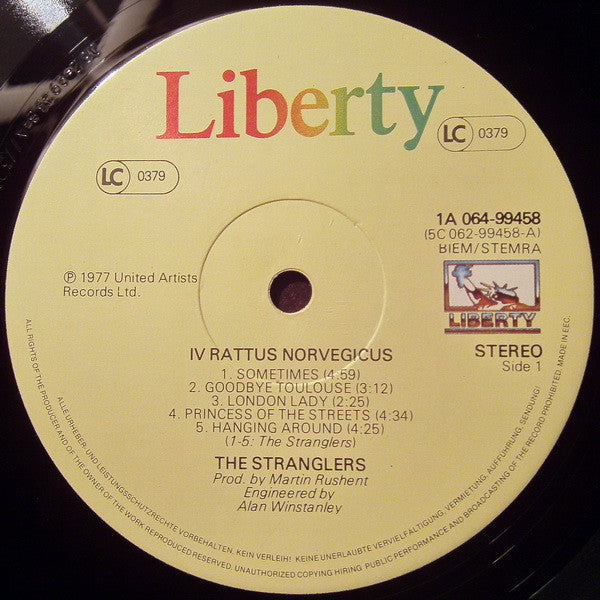 Liberty
LC 0379
LC 0379
1A 064-99458
(5C 062-99458-A)
BIEM/STEMRA
℗ 1977 United Artists
Records Ltd.
LIBERTY
STEREO
Side 1
IV RATTUS NORVEGICUS
1. SOMETIMES (4:59)
2. GOODBYE TOULOUSE (3:12)
3. LONDON LADY (2:25)
4. PRINCESS OF THE STREETS (4:34)
5. HANGING AROUND (4:25)
(1-5: The Stranglers)
THE STRANGLERS
Prod. by Martin Rushent
Engineered by
Alan Winstanley
ALLE URHEBER- UND LEISTUNGSSCHUTZRECHTE VORBEHALTEN. KEIN VERLEIH! KEINE UNERLAUBTE VERVIELFÄLTIGUNG, VERMIETUNG, AUFFÜHRUNG, SENDUNG!
ALL RIGHTS OF THE PRODUCER AND OF THE OWNER OF THE WORK REPRODUCED RESERVED. UNAUTHORIZED COPYING HIRING PUBLIC PERFORMANCE AND BROADCASTING OF THE RECORD PROHIBITED. MADE IN EEC.